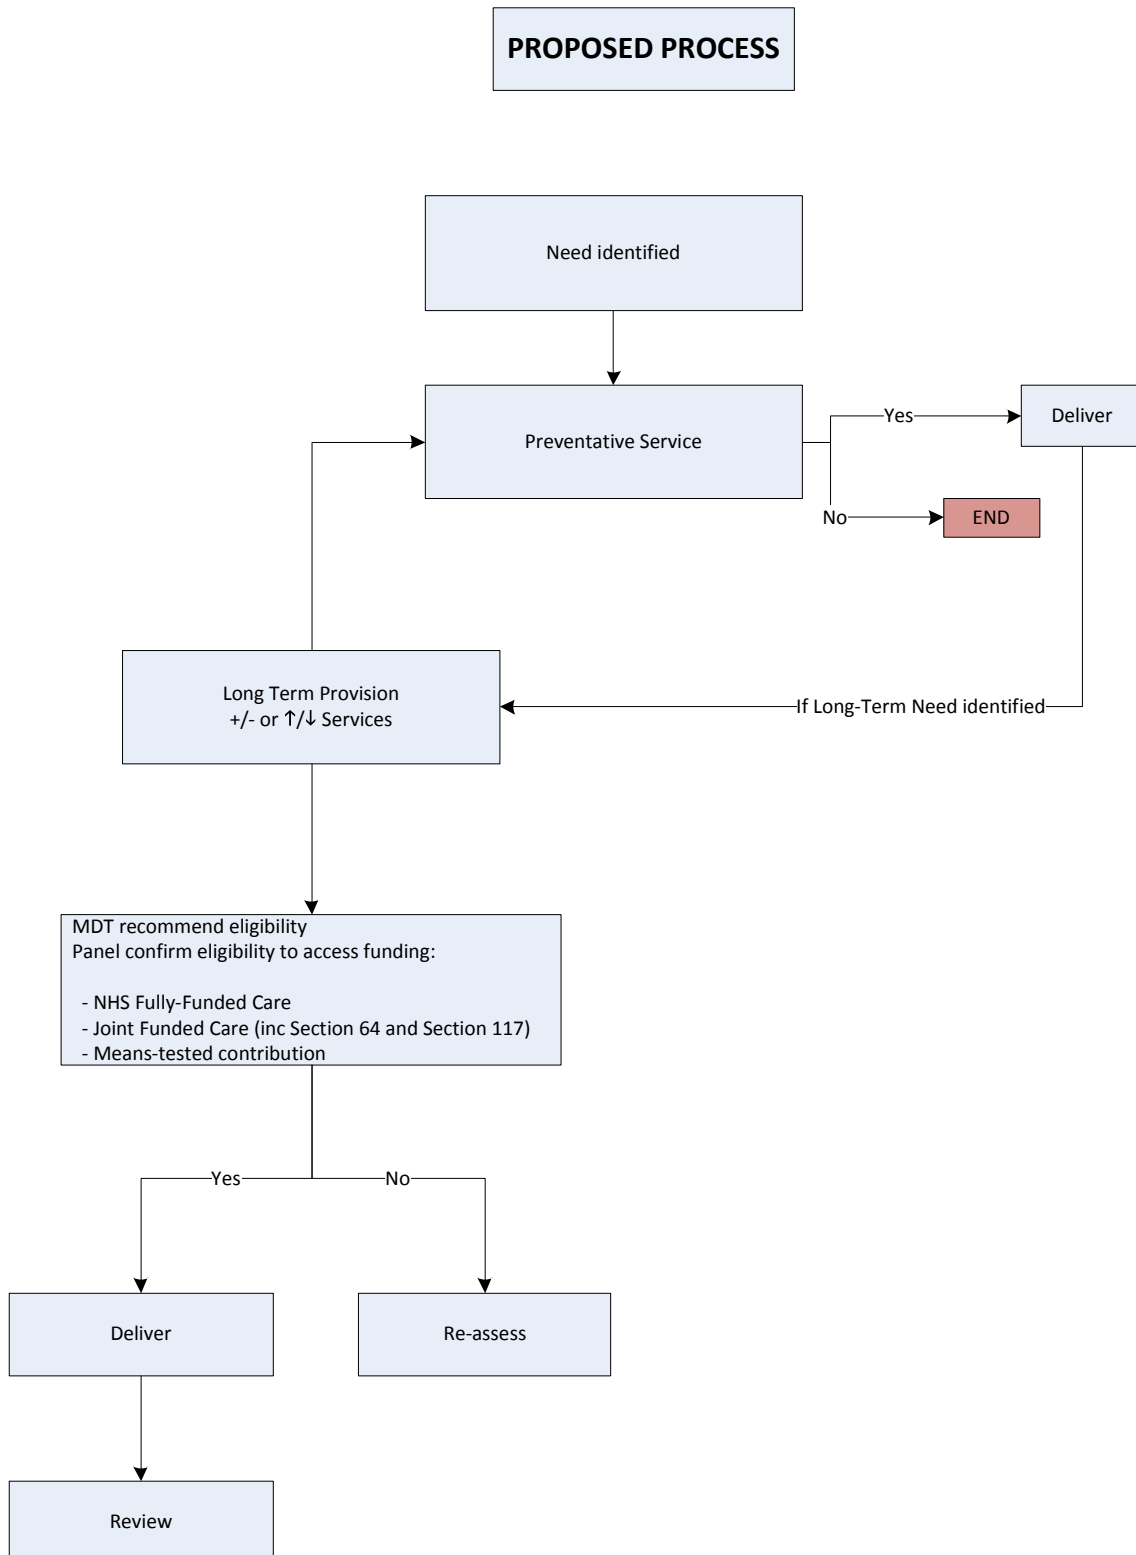 PROPOSED PROCESS
Need identified
Preventative Service
Yes
Deliver
No
END
Long Term Provision
+/- or ↑/↓ Services
If Long-Term Need identified
MDT recommend eligibility
Panel confirm eligibility to access funding:
- NHS Fully-Funded Care
- Joint Funded Care (inc Section 64 and Section 117)
- Means-tested contribution
Yes
No
Deliver
Re-assess
Review